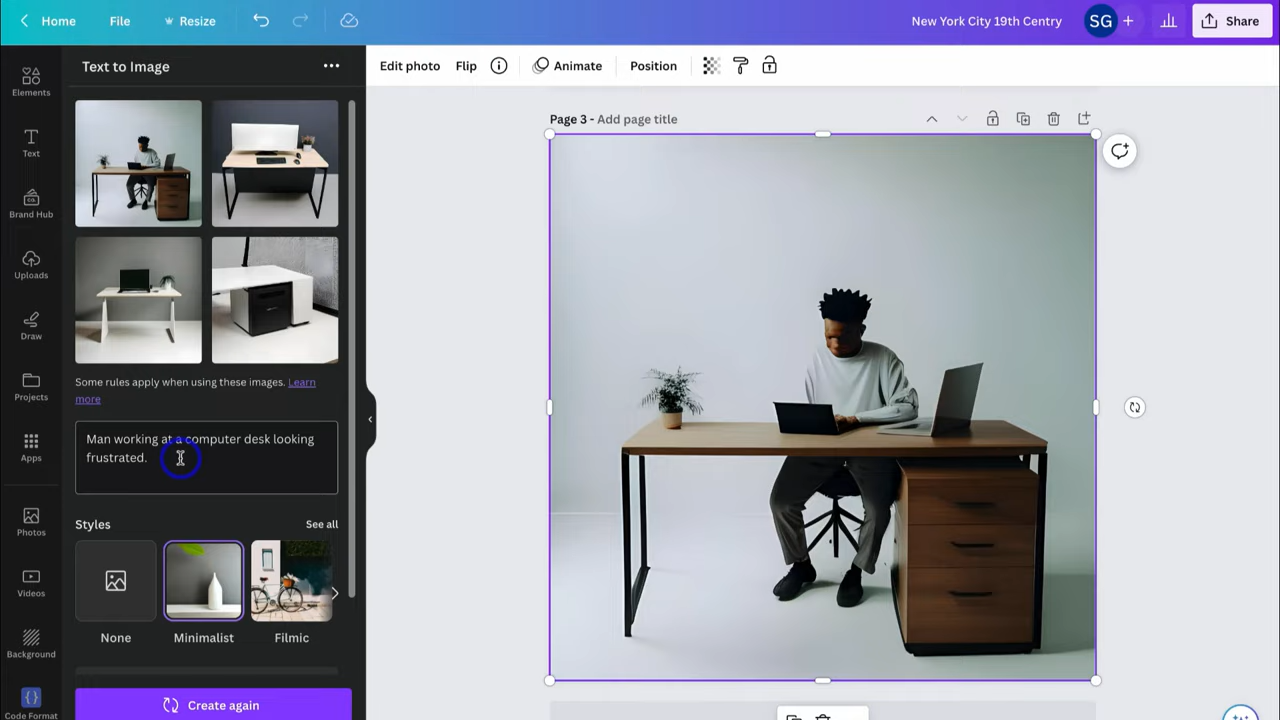 Home File Resize New York City 19th Centry SG + Share
Text to Image
Edit photo Flip Animate Position
Page 3 - Add page title
Elements
Text
Brand Hub
Uploads
Draw
Projects
Apps
Photos
Videos
Background
Code Format
Some rules apply when using these images. Learn
more
Man working at a computer desk looking
frustrated.
Styles See all
None Minimalist Filmic
Create again